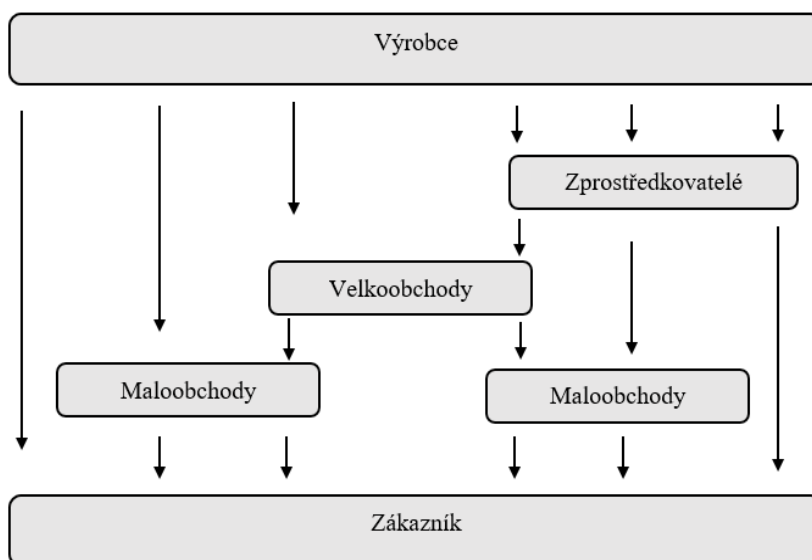 Výrobce
Zprostředkovatelé
Velkoobchody
Maloobchody
Maloobchody
Zákazník